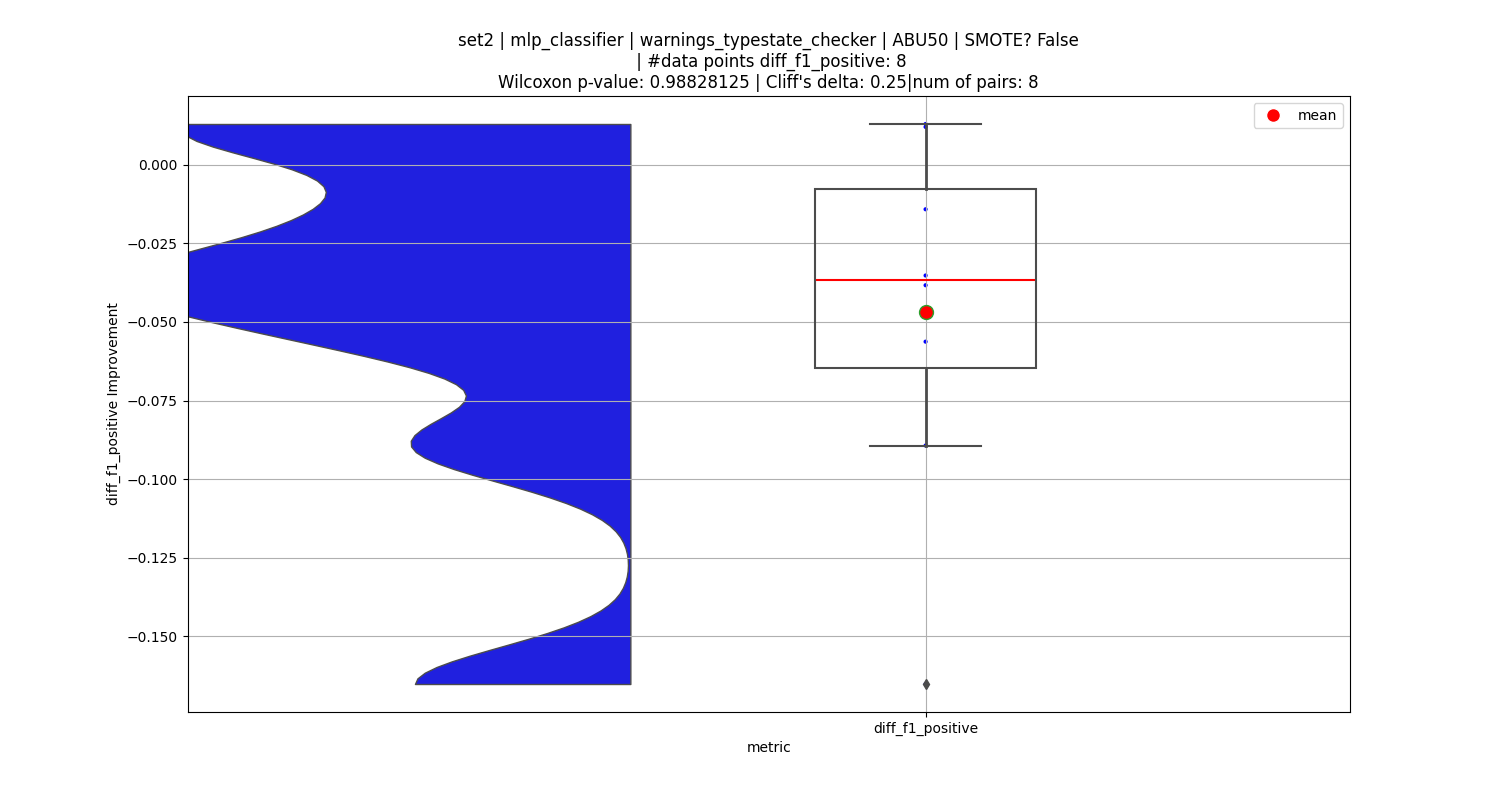 set2 | mlp_classifier | warnings_typestate_checker | ABU50 | SMOTE? False
| #data points diff_f1_positive: 8
Wilcoxon p-value: 0.98828125 | Cliff's delta: 0.25|num of pairs: 8
mean
0.000
−0.025
−0.050
−0.075
−0.100
−0.125
−0.150
diff_f1_positive Improvement
diff_f1_positive
metric